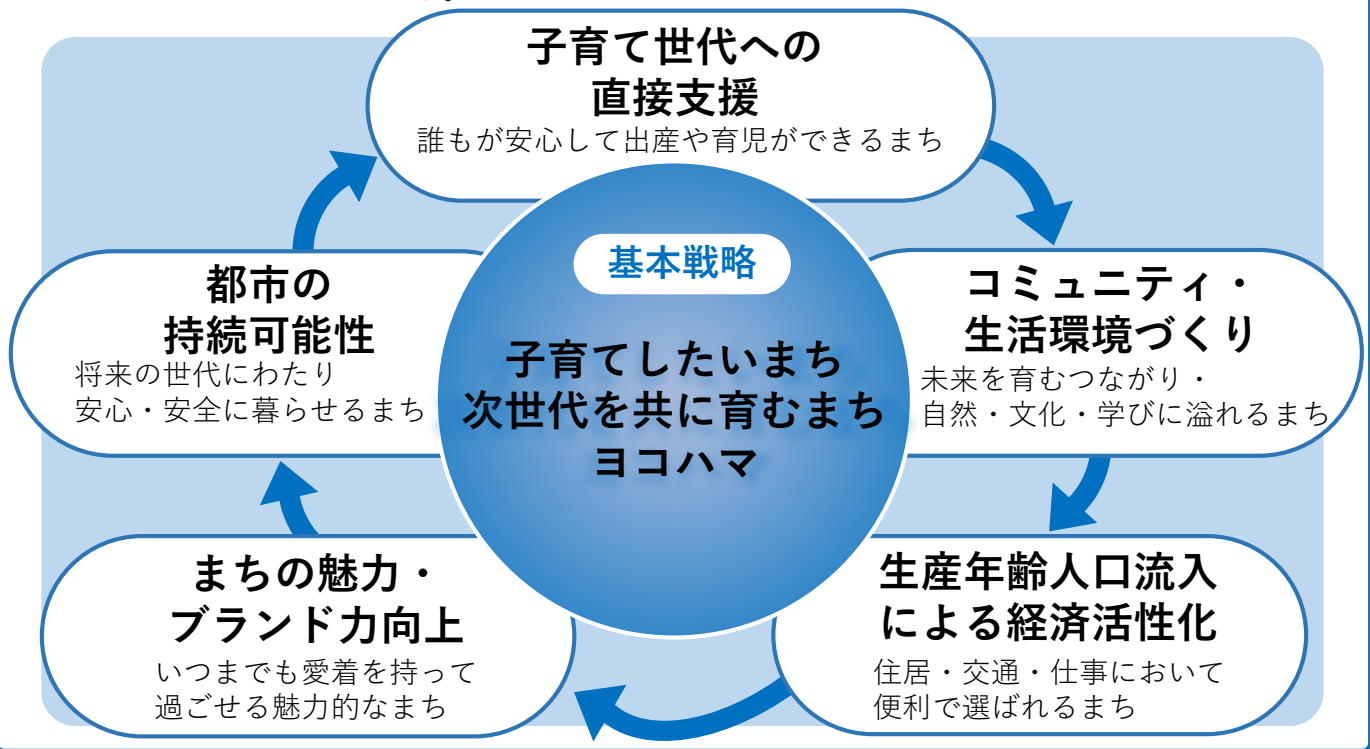 子育て世代への
直接支援
誰もが安心して出産や育児ができるまち
基本戦略
子育てしたいまち
次世代を共に育むまち
ヨコハマ
コミュニティ・
生活環境づくり
未来を育むつながり・
自然・文化・学びに溢れるまち
生産年齢人口流入
による経済活性化
住居・交通・仕事において
便利で選ばれるまち
まちの魅力・
ブランド力向上
いつまでも愛着を持って
過ごせる魅力的なまち
都市の
持続可能性
将来の世代にわたり
安心・安全に暮らせるまち